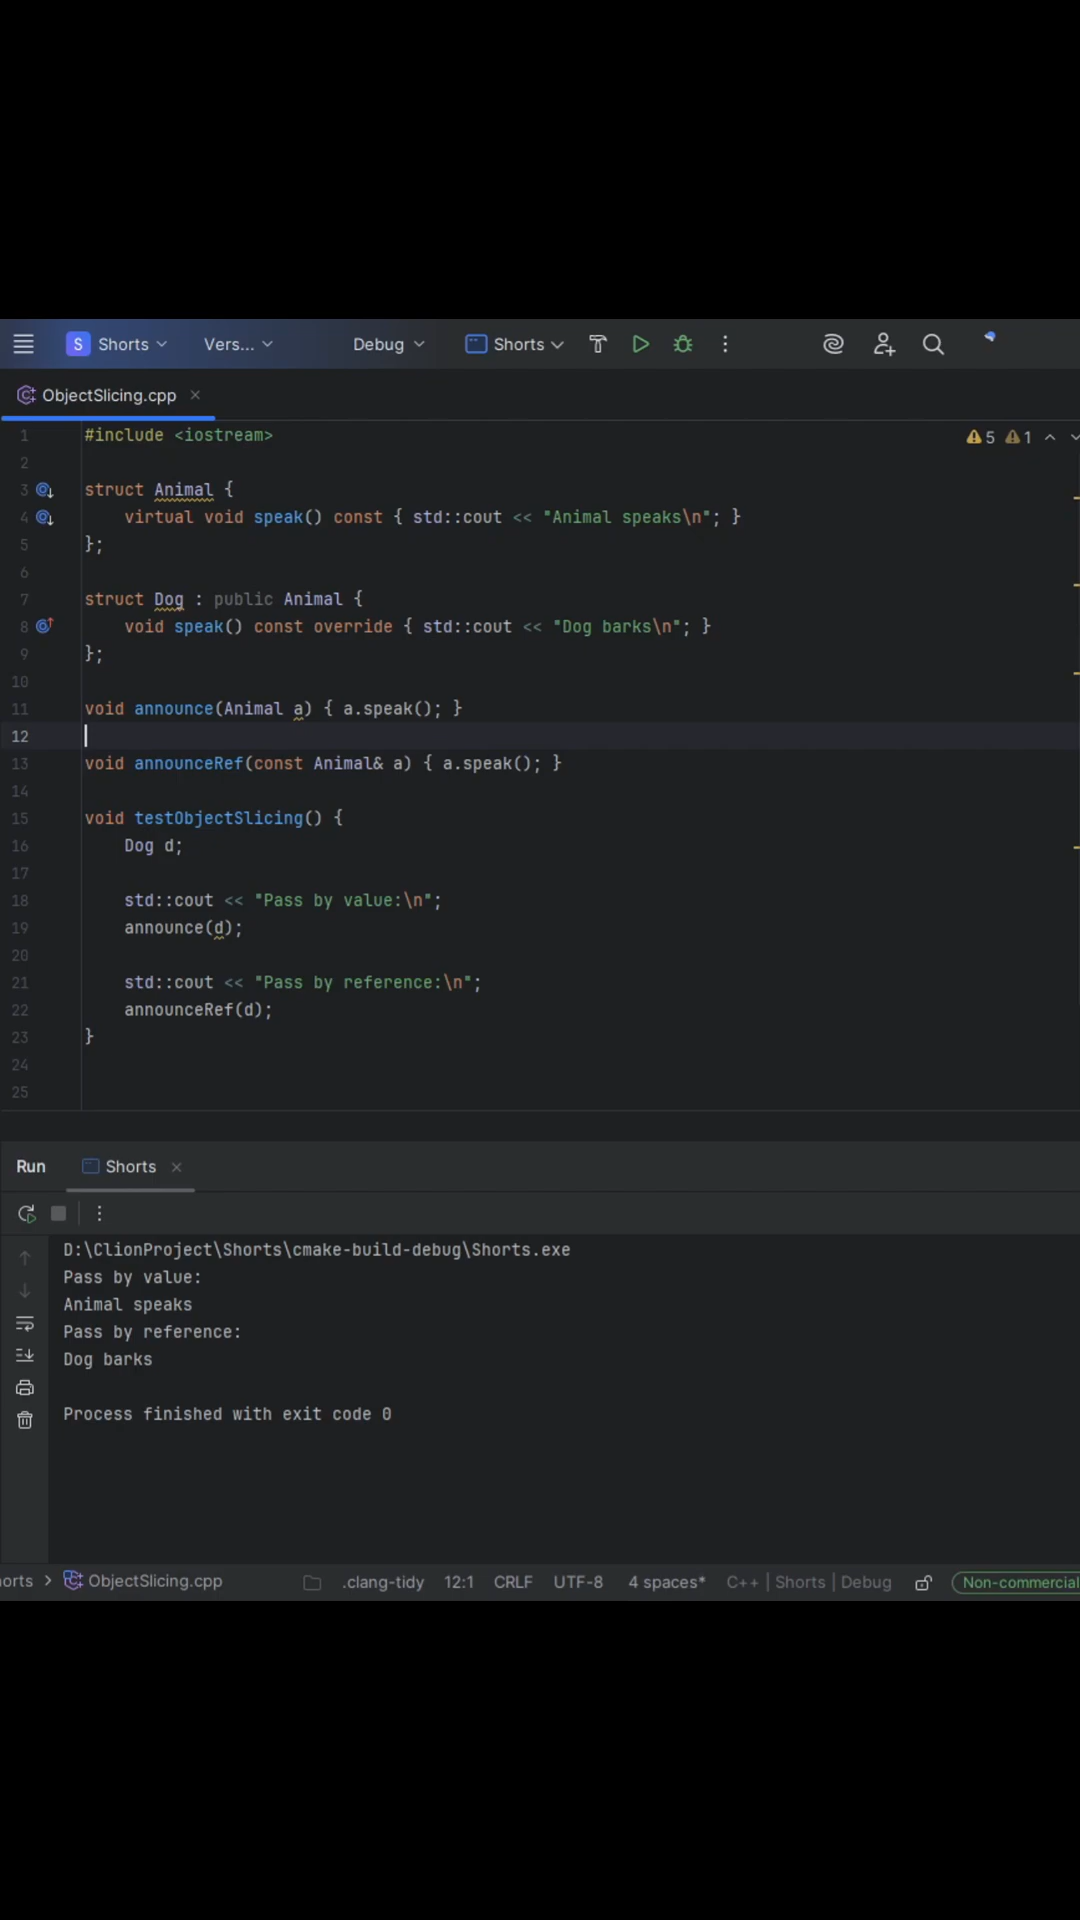 S Shorts Vers... Debug Shorts
ObjectSlicing.cpp
1 #include <iostream> 5 1
2
3 struct Animal {
4 virtual void speak() const { std::cout << "Animal speaks\n"; }
5 };
6
7 struct Dog : public Animal {
8 void speak() const override { std::cout << "Dog barks\n"; }
9 };
10
11 void announce(Animal a) { a.speak(); }
12
13 void announceRef(const Animal& a) { a.speak(); }
14
15 void testObjectSlicing() {
16 Dog d;
17
18 std::cout << "Pass by value:\n";
19 announce(d);
20
21 std::cout << "Pass by reference:\n";
22 announceRef(d);
23 }
24
25
Run Shorts
D:\ClionProject\Shorts\cmake-build-debug\Shorts.exe
Pass by value:
Animal speaks
Pass by reference:
Dog barks
Process finished with exit code 0
orts > ObjectSlicing.cpp .clang-tidy 12:1 CRLF UTF-8 4 spaces* C++ | Shorts | Debug Non-commercial